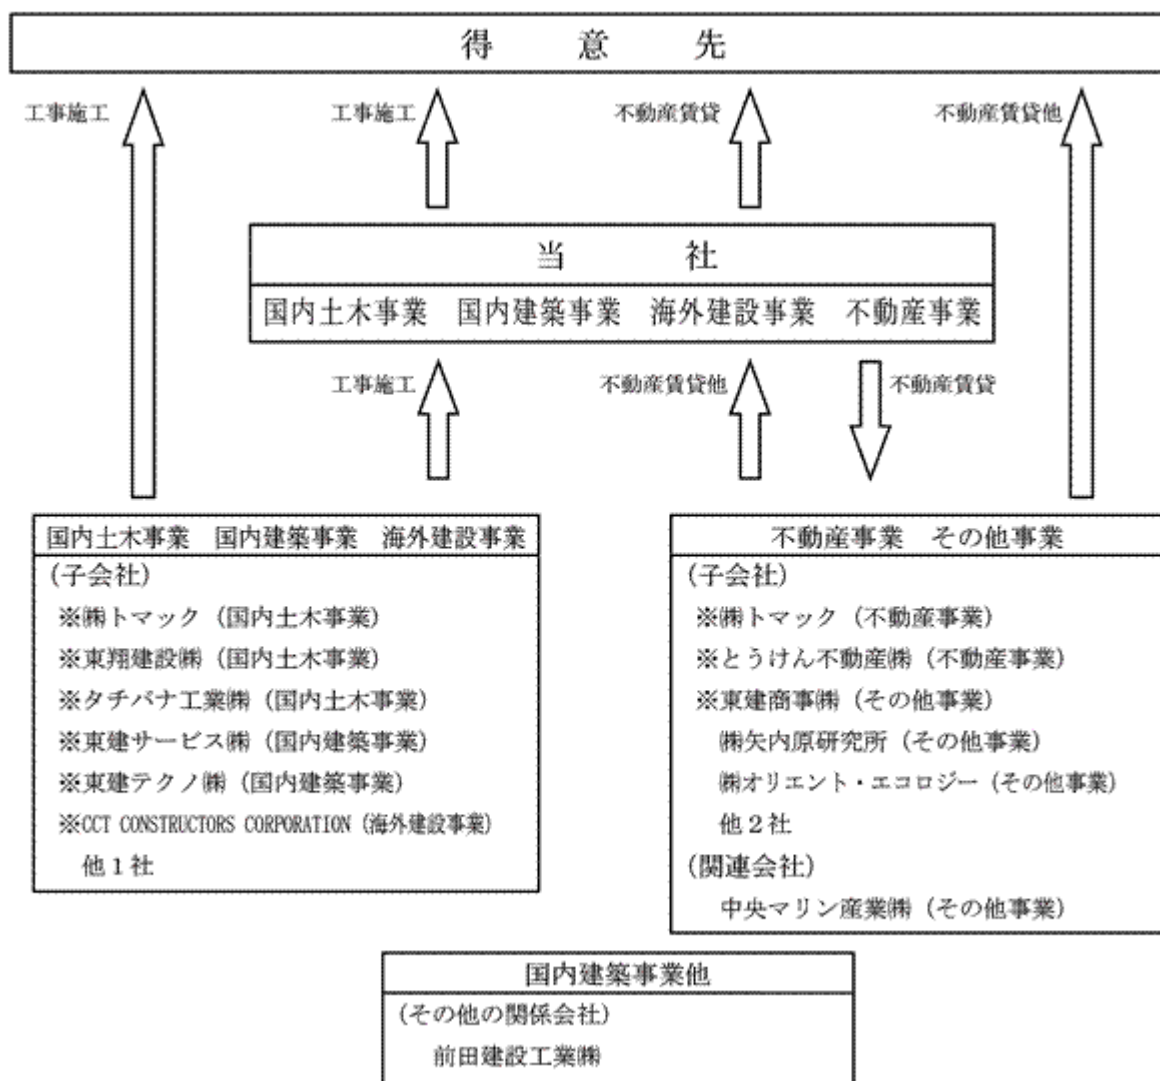 得意先
工事施工 工事施工 不動産賃貸 不動産賃貸他
当社
国内土木事業 国内建築事業 海外建設事業 不動産事業
工事施工 不動産賃貸他 不動産賃貸
国内土木事業 国内建築事業 海外建設事業
(子会社)
※㈱トマック(国内土木事業)
※東翔建設㈱(国内土木事業)
※タチバナ工業㈱(国内土木事業)
※東建サービス㈱(国内建築事業)
※東建テクノ㈱(国内建築事業)
※CCT CONSTRUCTORS CORPORATION(海外建設事業)
他1社
不動産事業 その他事業
(子会社)
※㈱トマック(不動産事業)
※とうけん不動産㈱(不動産事業)
※東建商事㈱(その他事業)
㈱矢内原研究所(その他事業)
㈱オリエント・エコロジー(その他事業)
他2社
(関連会社)
中央マリン産業㈱(その他事業)
国内建築事業他
(その他の関係会社)
前田建設工業㈱